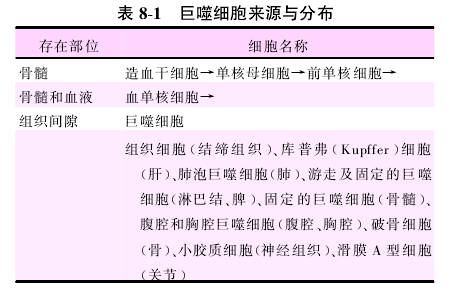 表 8-1 巨噬细胞来源与分布
存在部位 细胞名称
骨髓 造血干细胞→单核母细胞→前单核细胞→
骨髓和血液 血单核细胞→
组织间隙 巨噬细胞
组织细胞(结缔组织)、库普弗(Kupffer)细胞
(肝)、肺泡巨噬细胞(肺)、游走及固定的巨噬
细胞(淋巴结、脾)、固定的巨噬细胞(骨髓)、
腹腔和胸腔巨噬细胞(腹腔、胸腔)、破骨细胞
(骨)、小胶质细胞(神经组织)、滑膜 A 型细胞
(关节)